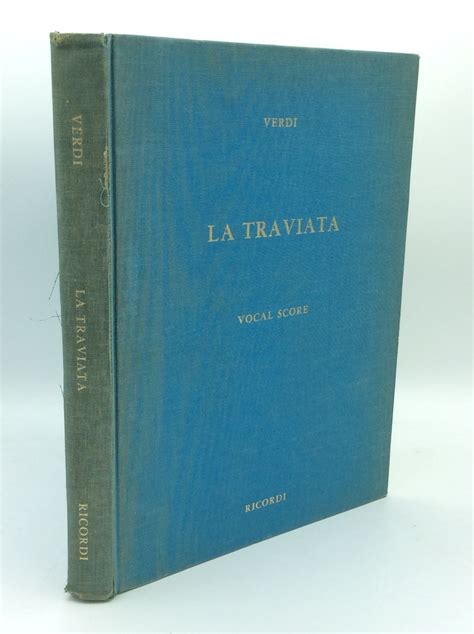 VERDI
LA TRAVIATA
RICORDI
VERDI
LA TRAVIATA
VOCAL SCORE
RICORDI